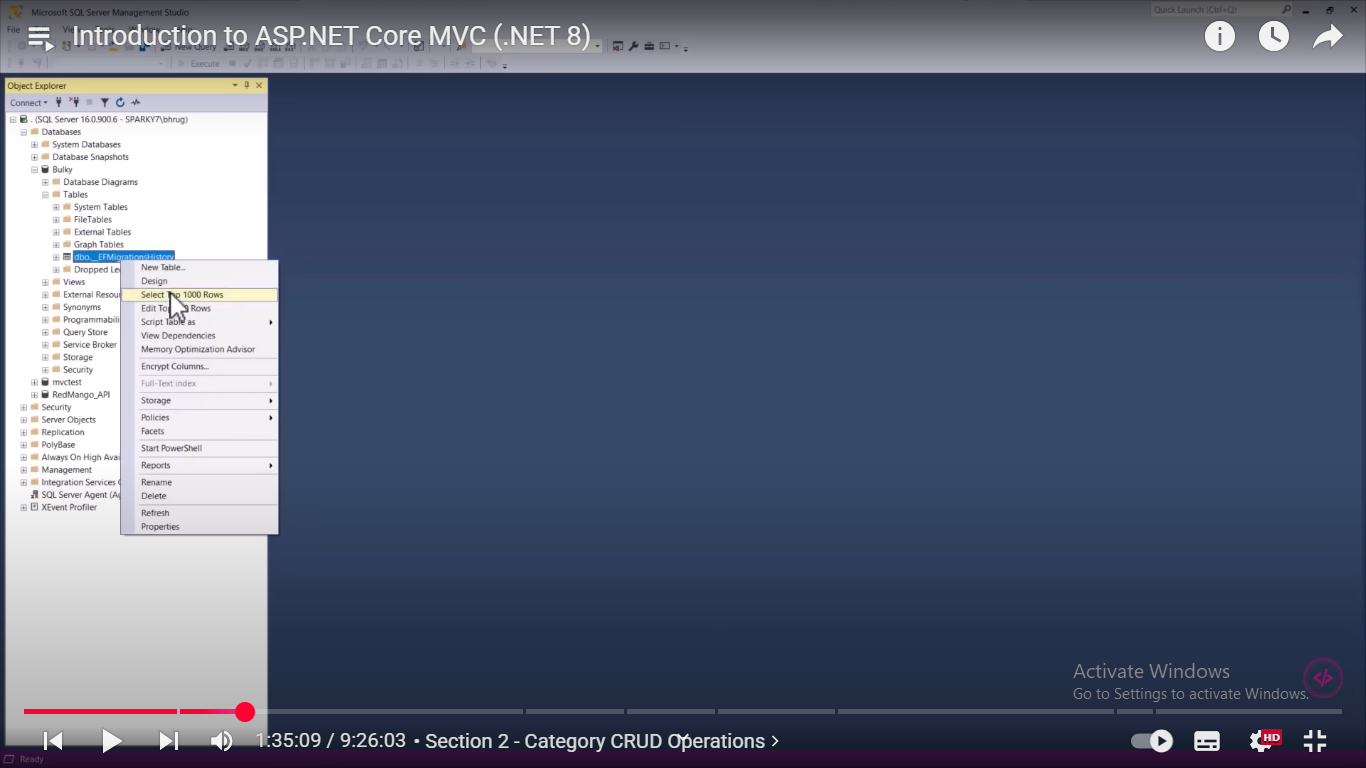 Microsoft SQL Server Management Studio
Quick Launch (Ctrl+Q)
File
Introduction to ASP.NET Core MVC (.NET 8)
New Query
Execute
Object Explorer
Connect
. (SQL Server 16.0.900.6 - SPARKY7\bhrug)
Databases
System Databases
Database Snapshots
Bulky
Database Diagrams
Tables
System Tables
FileTables
External Tables
Graph Tables
dbo.__EFMigrationsHistory
Dropped Le
Views
External Resou
Synonyms
Programmabili
Query Store
Service Broker
Storage
Security
mvctest
RedMango_API
Security
Server Objects
Replication
PolyBase
Always On High Avai
Management
Integration Services C
SQL Server Agent (Ag
XEvent Profiler
New Table...
Design
Select Top 1000 Rows
Edit Top Rows
Script Table as
View Dependencies
Memory Optimization Advisor
Encrypt Columns...
Full-Text index
Storage
Policies
Facets
Start PowerShell
Reports
Rename
Delete
Refresh
Properties
Activate Windows
Go to Settings to activate Windows.
1:35:09 / 9:26:03 • Section 2 - Category CRUD Operations >
HD
Ready